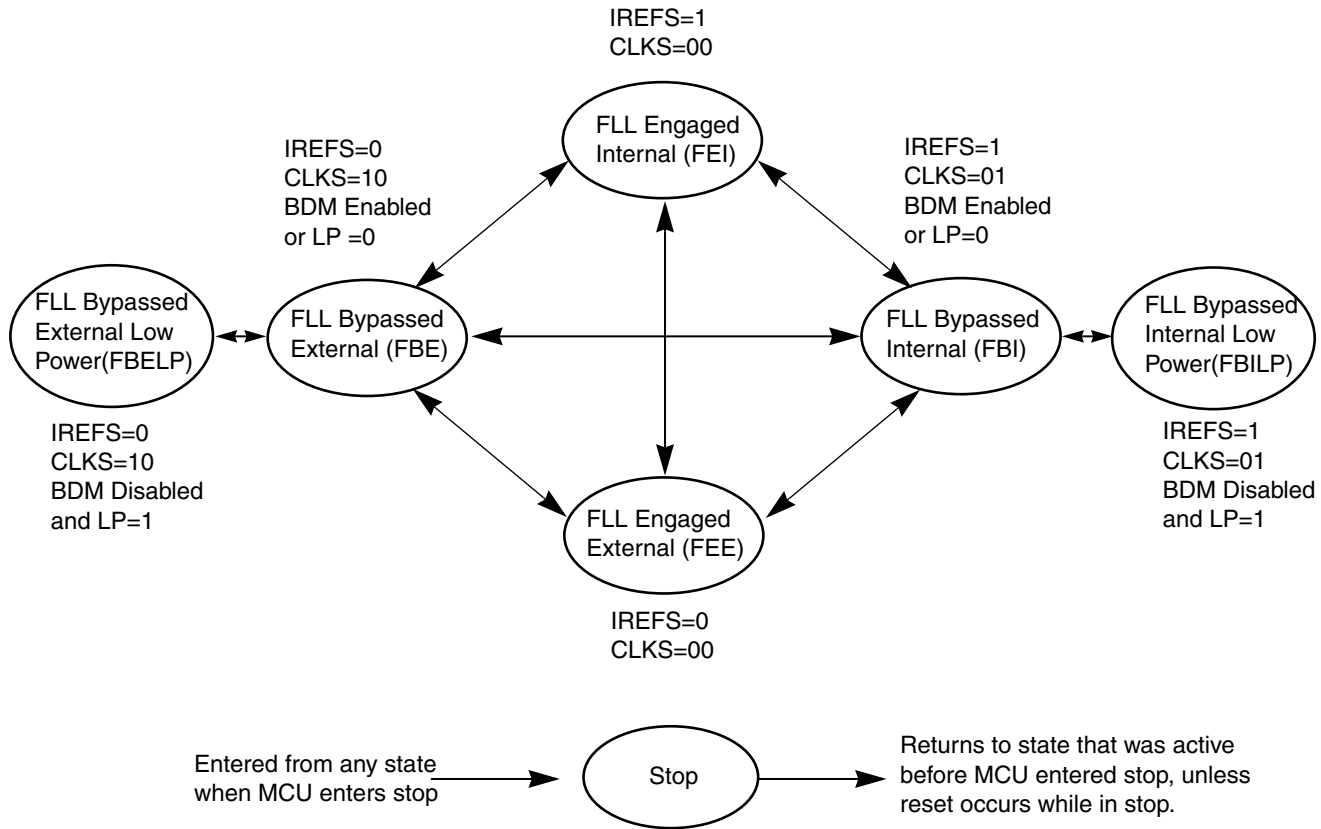 IREFS=1
CLKS=00
FLL Engaged
Internal (FEI)
IREFS=0
CLKS=10
BDM Enabled
or LP =0
IREFS=1
CLKS=01
BDM Enabled
or LP=0
FLL Bypassed
External Low
Power(FBELP)
FLL Bypassed
External (FBE)
FLL Bypassed
Internal (FBI)
FLL Bypassed
Internal Low
Power(FBILP)
IREFS=0
CLKS=10
BDM Disabled
and LP=1
IREFS=1
CLKS=01
BDM Disabled
and LP=1
FLL Engaged
External (FEE)
IREFS=0
CLKS=00
Entered from any state
when MCU enters stop
Stop
Returns to state that was active
before MCU entered stop, unless
reset occurs while in stop.